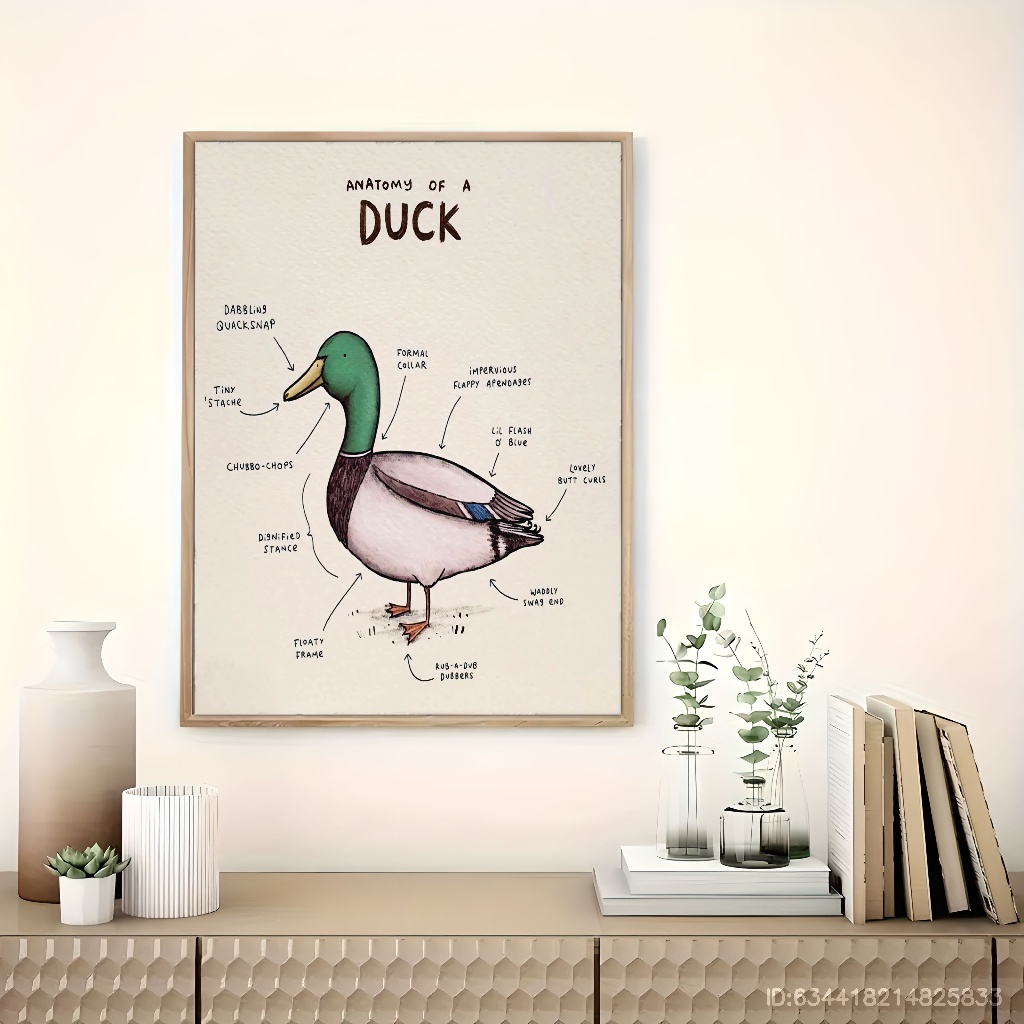 ANATOMY OF A
DUCK
DABBLING
QUACKSNAP
FORMAL
COLLAR
IMPERVIOUS
FLAPPY APENDAGES
TINY
'STACHE
LIL FLASH
O' BLUE
CHUBBO-CHOPS
LOVELY
BUTT CURLS
DIGNIFIED
STANCE
WADDLY
SWAG END
FLOATY
FRAME
RUB-A-DUB
DUBBERS
ID:634418214825833